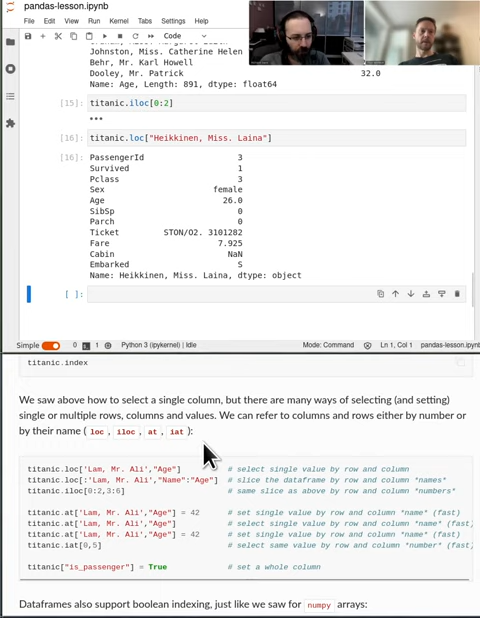 pandas-lesson.ipynb
File Edit View Run Kernel Tabs Settings Help
Code
Johnston, Miss. Catherine Helen
Behr, Mr. Karl Howell
Dooley, Mr. Patrick 32.0
Name: Age, Length: 891, dtype: float64
[15]: titanic.iloc[0:2]
•••
[16]: titanic.loc["Heikkinen, Miss. Laina"]
[16]: PassengerId 3
Survived 1
Pclass 3
Sex female
Age 26.0
SibSp 0
Parch 0
Ticket STON/O2. 3101282
Fare 7.925
Cabin NaN
Embarked S
Name: Heikkinen, Miss. Laina, dtype: object
[ ]:
Simple 0 1 Python 3 (ipykernel) | Idle Mode: Command Ln 1, Col 1 pandas-lesson.ipynb
titanic.index
We saw above how to select a single column, but there are many ways of selecting (and setting)
single or multiple rows, columns and values. We can refer to columns and rows either by number or
by their name ( loc , iloc , at , iat ):
titanic.loc['Lam, Mr. Ali',"Age"] # select single value by row and column
titanic.loc[:'Lam, Mr. Ali',"Name":"Age"] # slice the dataframe by row and column *names*
titanic.iloc[0:2,3:6] # same slice as above by row and column *numbers*
titanic.at['Lam, Mr. Ali',"Age"] = 42 # set single value by row and column *name* (fast)
titanic.at['Lam, Mr. Ali',"Age"] # select single value by row and column *name* (fast)
titanic.at['Lam, Mr. Ali',"Age"] = 42 # set single value by row and column *name* (fast)
titanic.iat[0,5] # select same value by row and column *number* (fast)
titanic["is_passenger"] = True # set a whole column
Dataframes also support boolean indexing, just like we saw for numpy arrays: